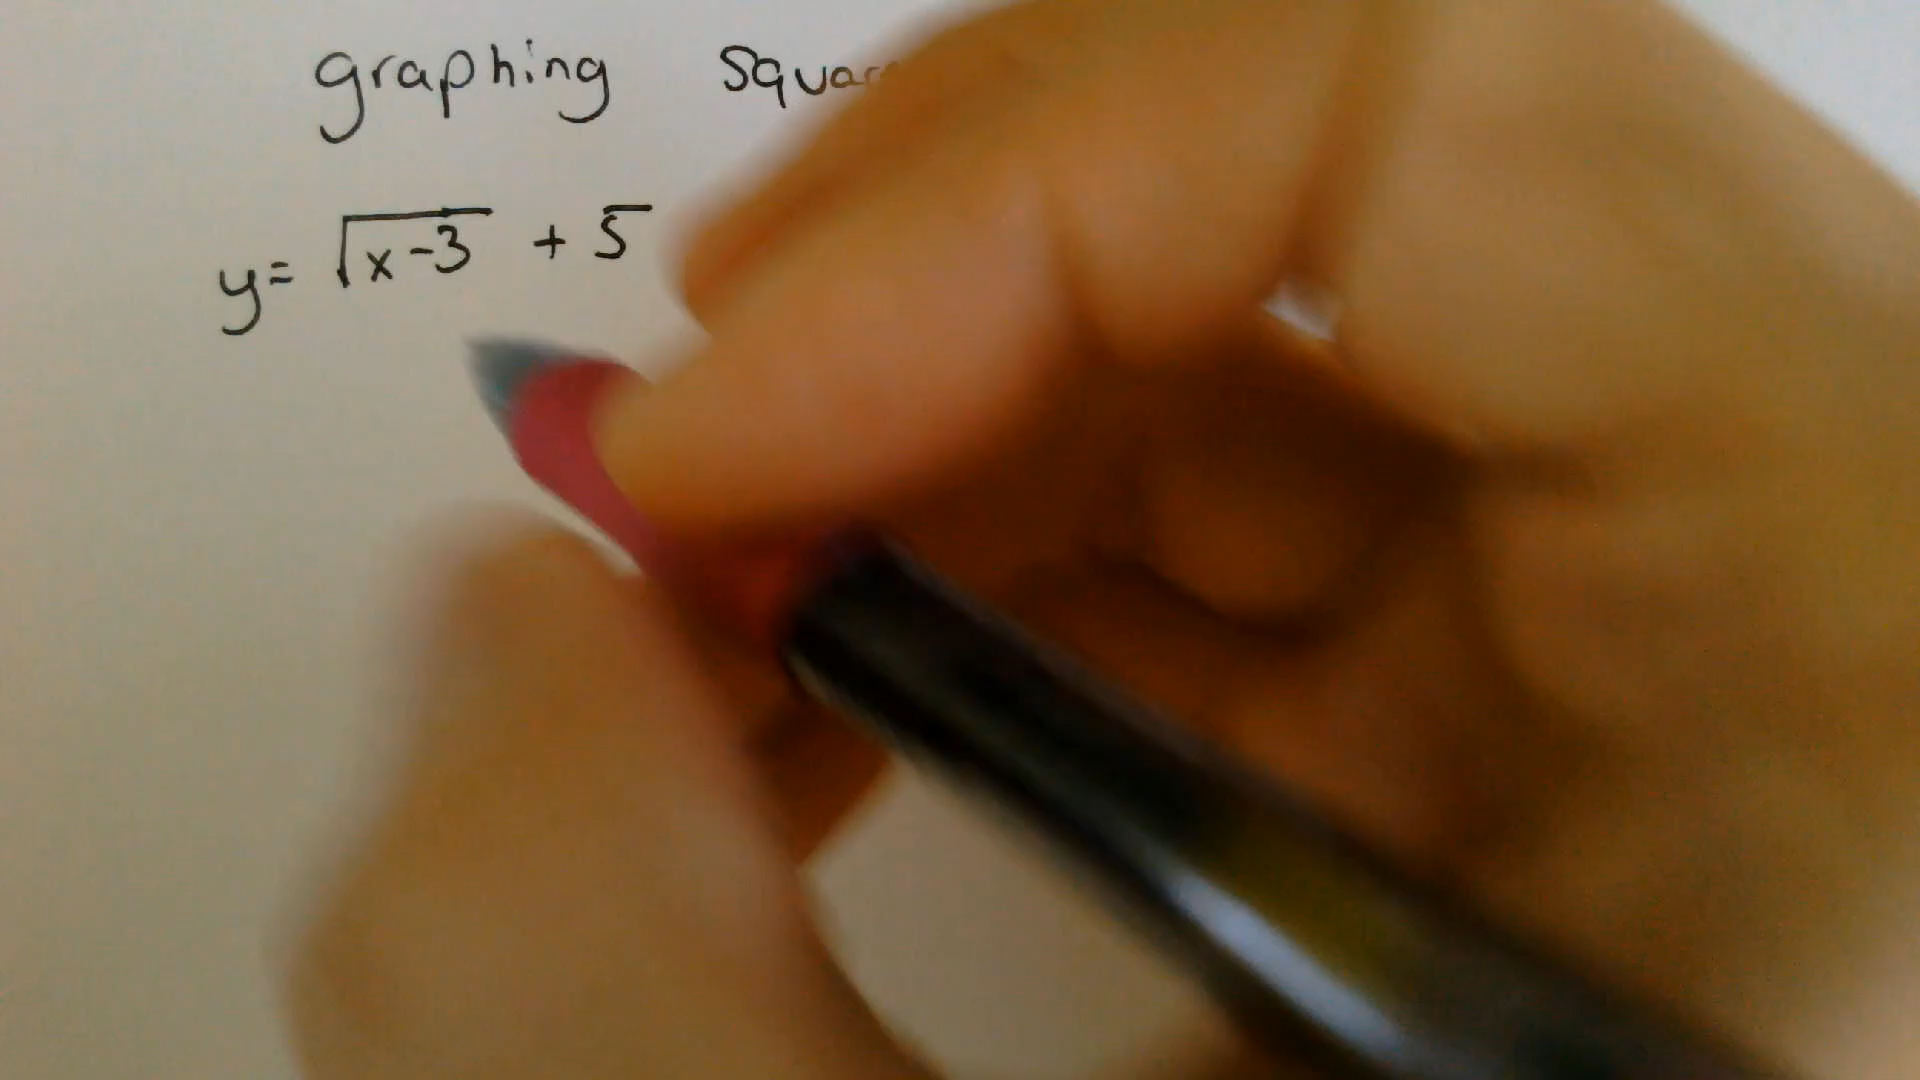 graphing
y = √x-3 + 5